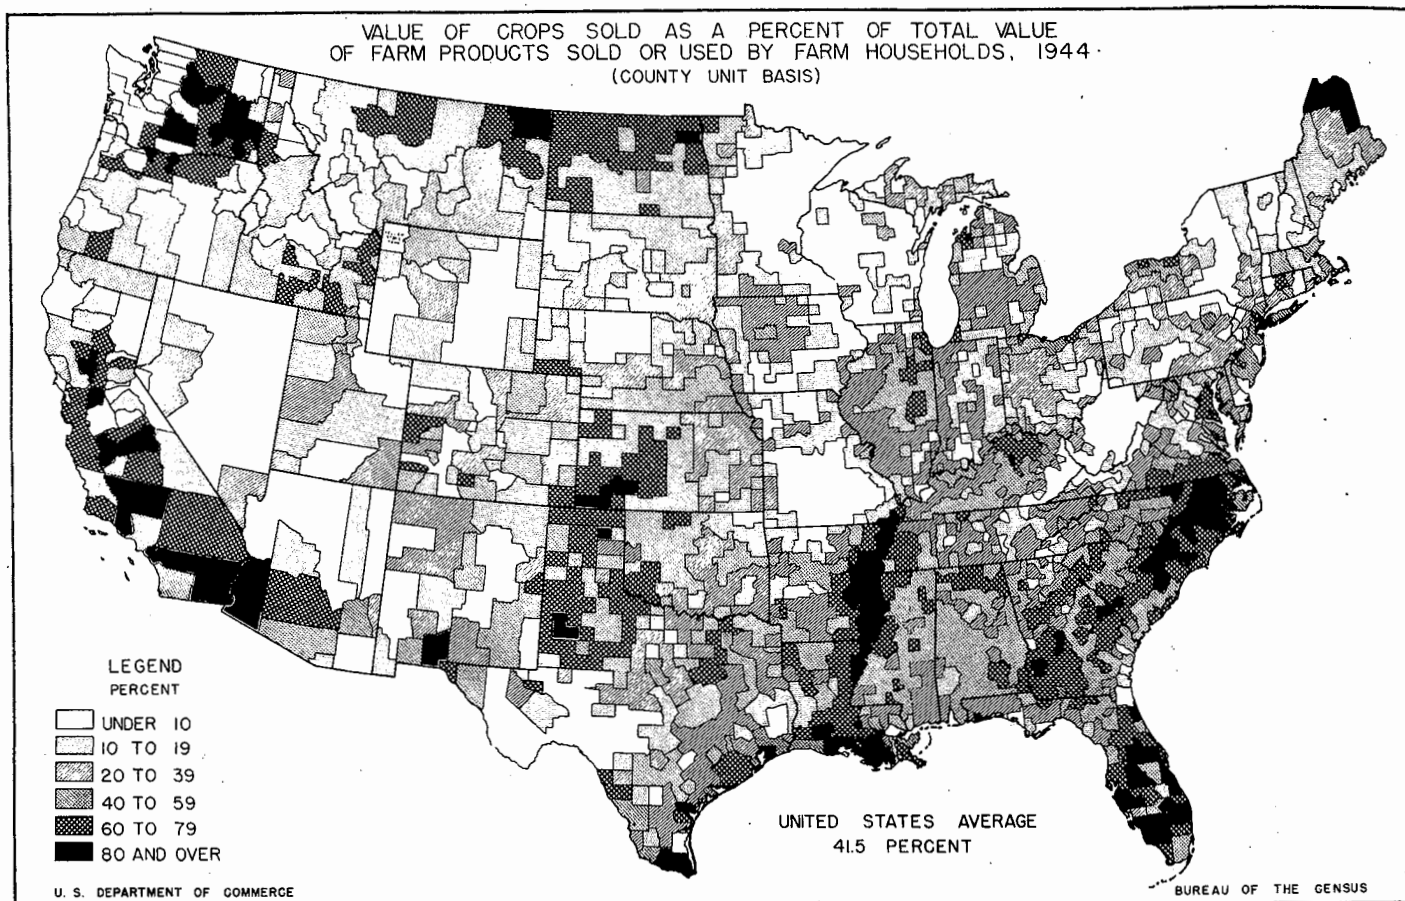 VALUE OF CROPS SOLD AS A PERCENT OF TOTAL VALUE
OF FARM PRODUCTS SOLD OR USED BY FARM HOUSEHOLDS, 1944
(COUNTY UNIT BASIS)
LEGEND
PERCENT
UNDER 10
10 TO 19
20 TO 39
40 TO 59
60 TO 79
80 AND OVER
UNITED STATES AVERAGE
41.5 PERCENT
U. S. DEPARTMENT OF COMMERCE
BUREAU OF THE CENSUS